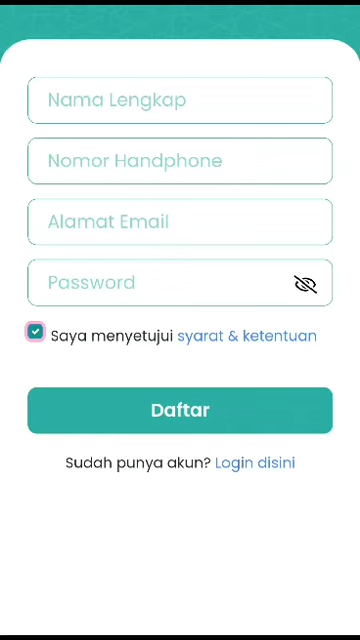 Nama Lengkap
Nomor Handphone
Alamat Email
Password
Saya menyetujui syarat & ketentuan
Daftar
Sudah punya akun? Login disini